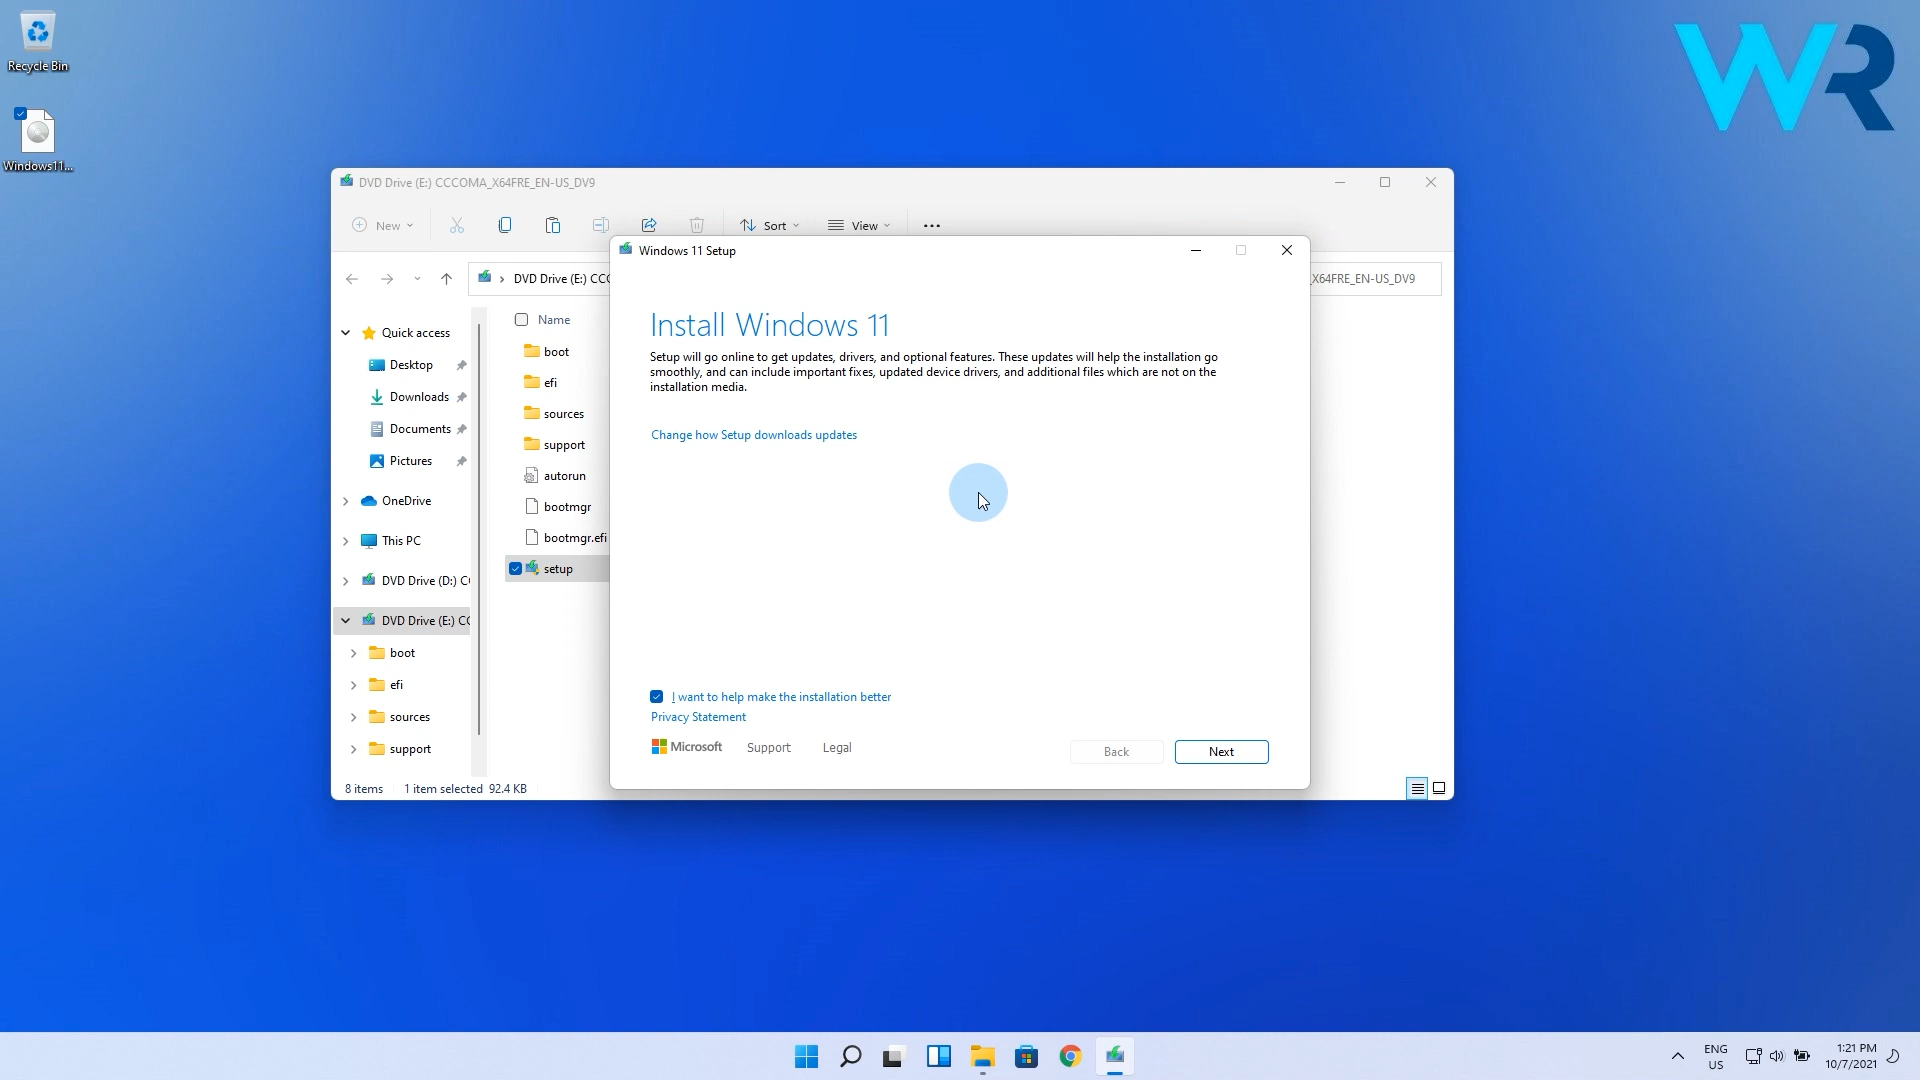 Recycle Bin
Windows11...
WR
DVD Drive (E:) CCCOMA_X64FRE_EN-US_DV9
New
Sort
View
DVD Drive (E:) CCC
X64FRE_EN-US_DV9
Quick access
Desktop
Downloads
Documents
Pictures
OneDrive
This PC
DVD Drive (D:) CC
DVD Drive (E:) CC
boot
efi
sources
support
Name
boot
efi
sources
support
autorun
bootmgr
bootmgr.efi
setup
8 items
1 item selected 92.4 KB
Windows 11 Setup
Install Windows 11
Setup will go online to get updates, drivers, and optional features. These updates will help the installation go
smoothly, and can include important fixes, updated device drivers, and additional files which are not on the
installation media.
Change how Setup downloads updates
I want to help make the installation better
Privacy Statement
Microsoft
Support
Legal
Back
Next
ENG
US
1:21 PM
10/7/2021